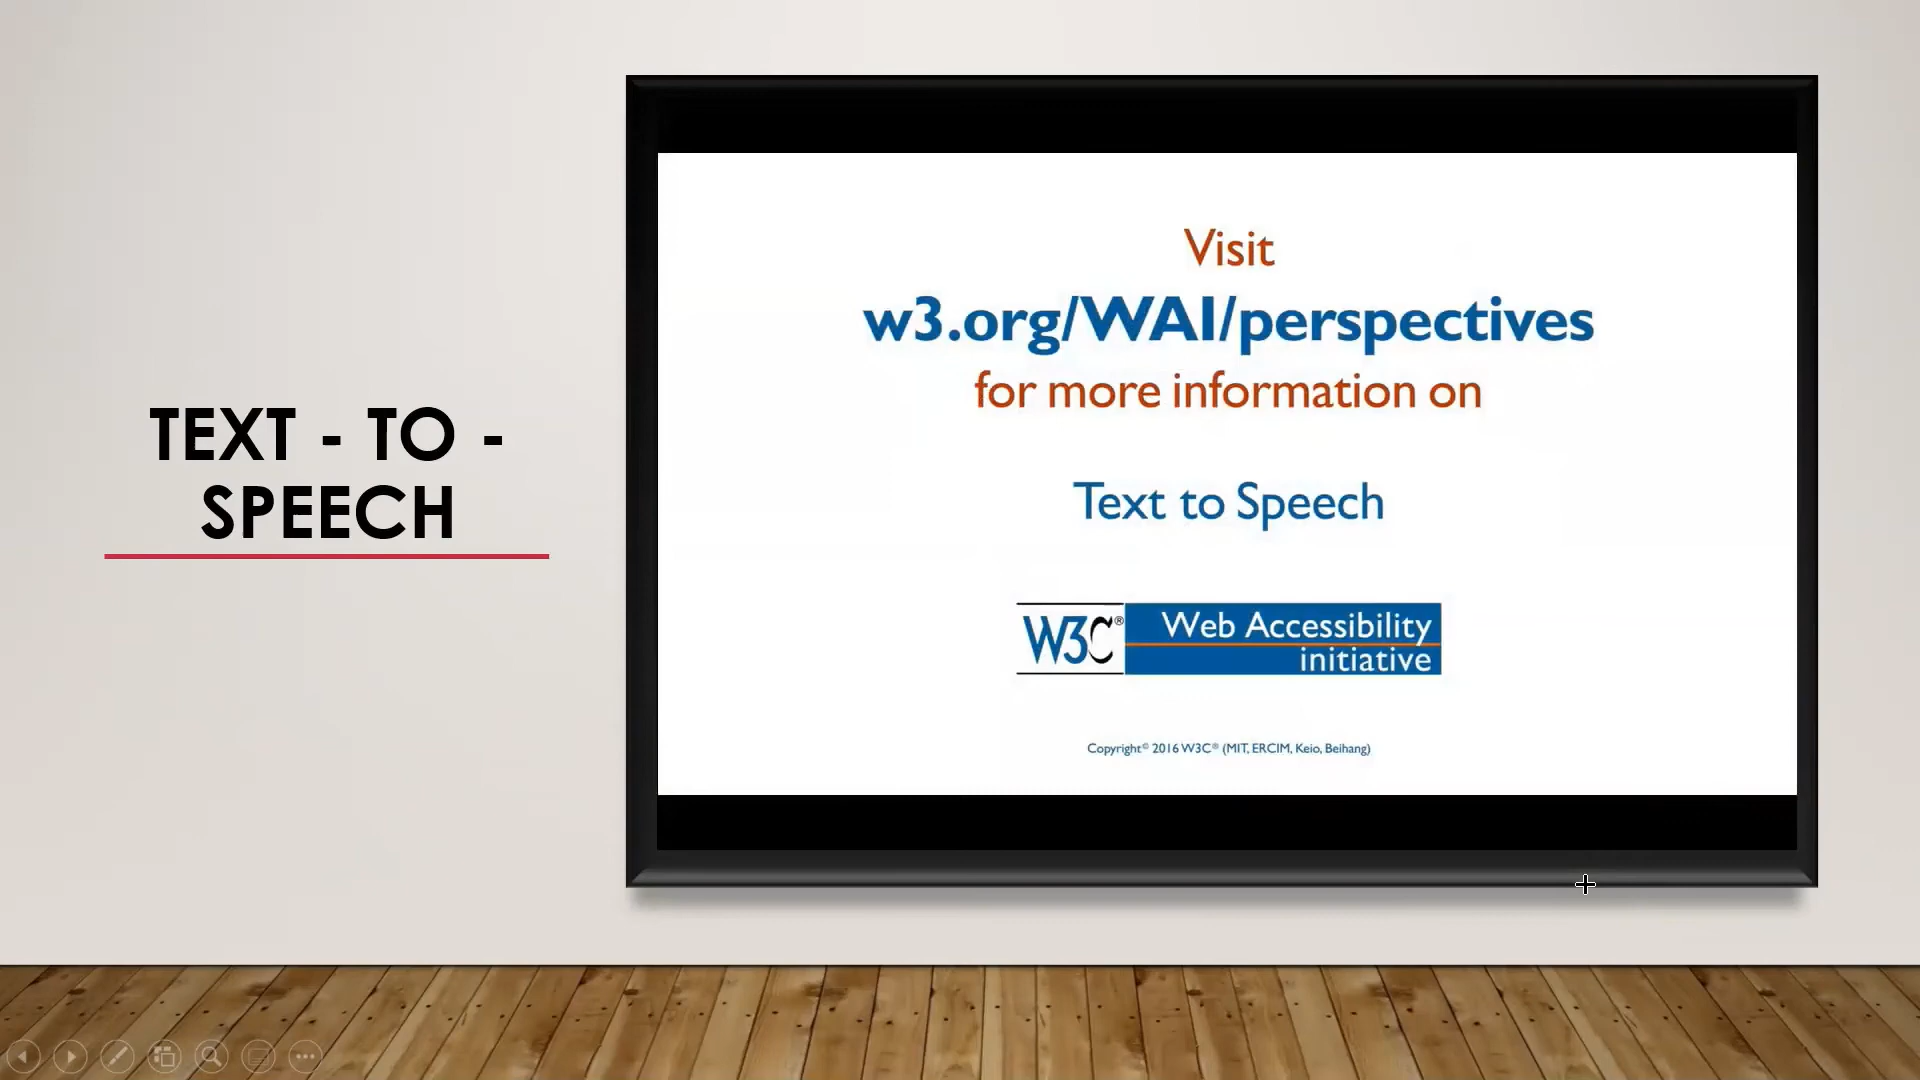 TEXT - TO -
SPEECH
Visit
w3.org/WAI/perspectives
for more information on
Text to Speech
W3C® Web Accessibility
initiative
Copyright© 2016 W3C® (MIT, ERCIM, Keio, Beihang)